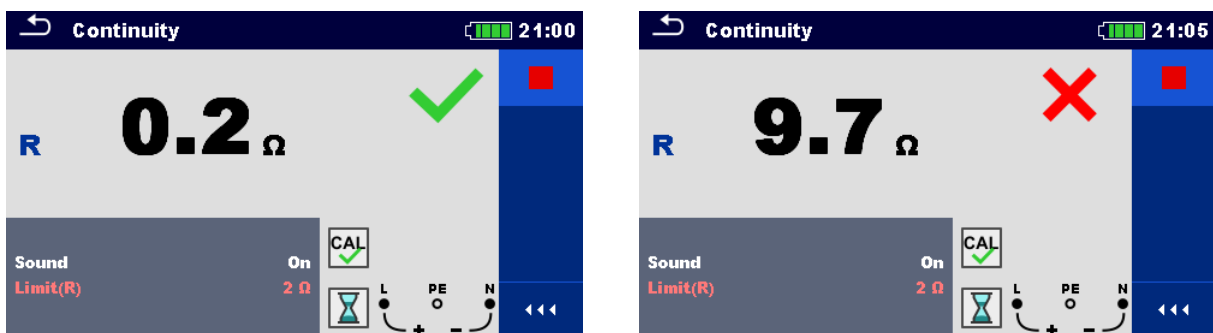 Continuity 21:00
R 0.2 Ω
CAL
Sound On
Limit(R) 2 Ω
L PE N
+ -
Continuity 21:05
R 9.7 Ω
CAL
Sound On
Limit(R) 2 Ω
L PE N
+ -